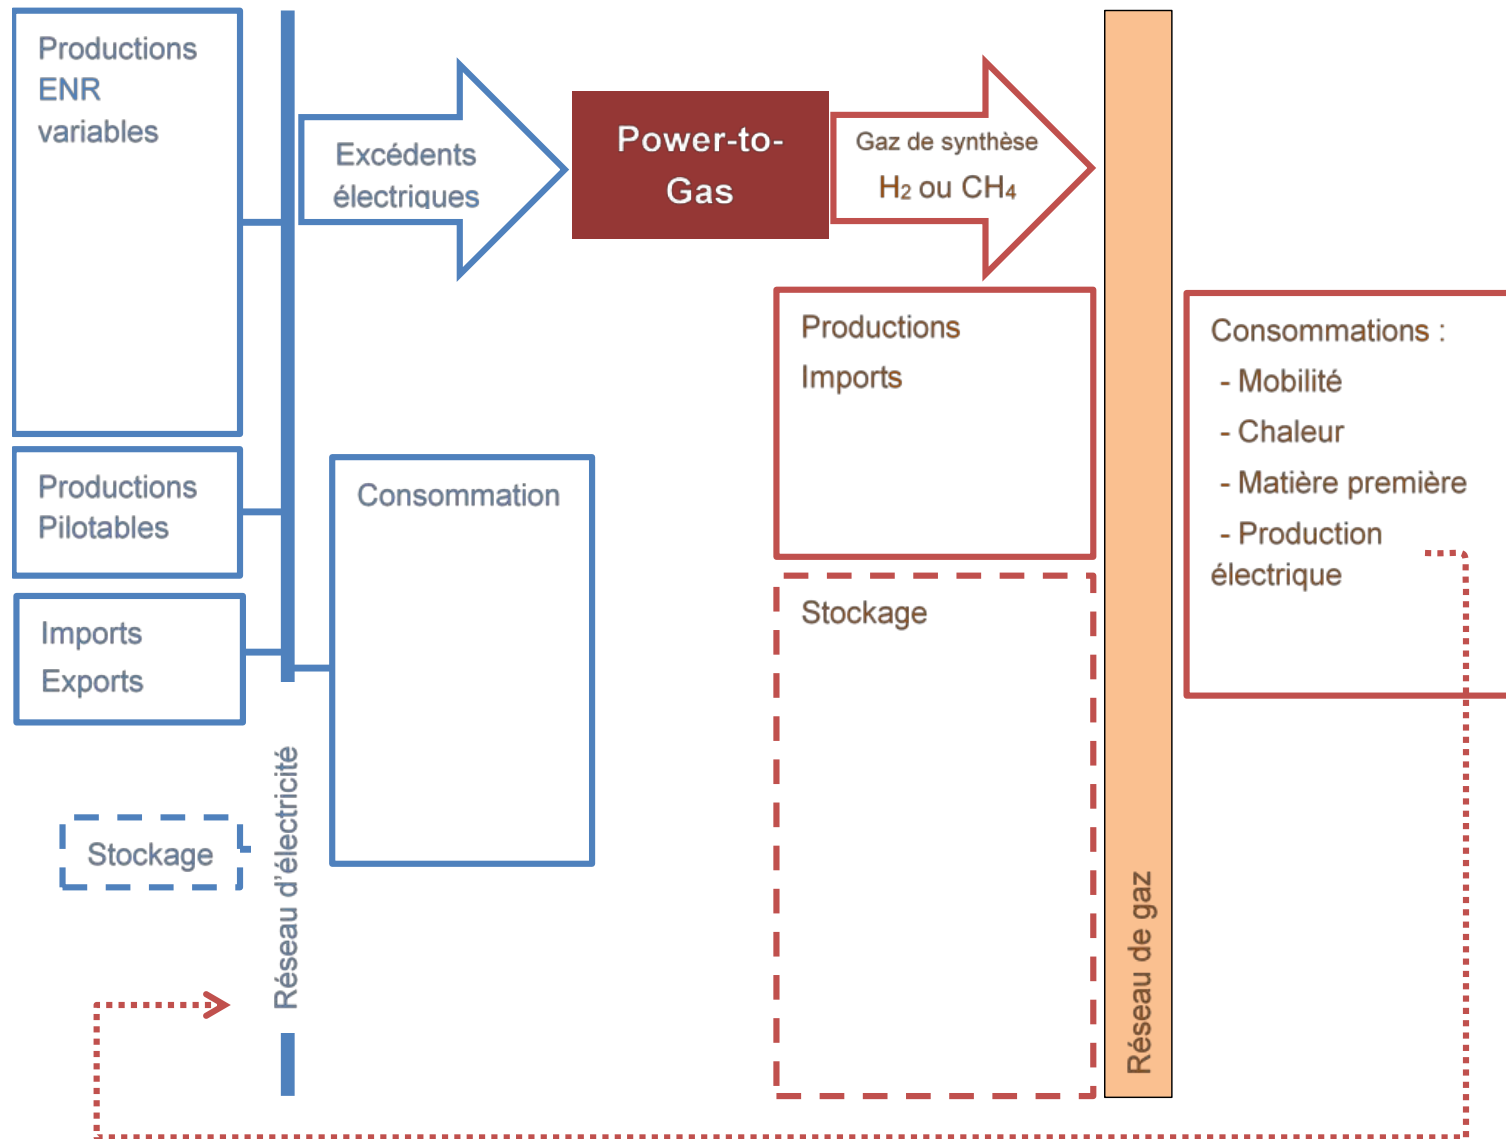 Productions
ENR
variables
Excédents
électriques
Power-to-
Gas
Gaz de synthèse
H₂ ou CH₄
Productions
Imports
Consommations :
- Mobilité
- Chaleur
- Matière première
- Production
électrique
Productions
Pilotables
Consommation
Imports
Exports
Stockage
Stockage
Réseau d'électricité
Réseau de gaz